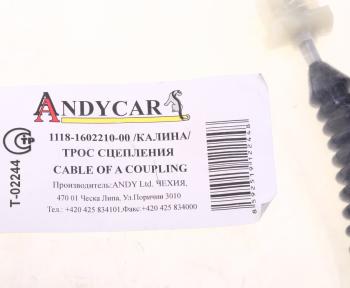 ANDYCAR
1118-1602210-00 /КАЛИНА/
ТРОС СЦЕПЛЕНИЯ
CABLE OF A COUPLING
Производитель:ANDY Ltd. ЧЕХИЯ,
470 01 Ческа Липа, Ул.Поричии 3010
Тел.: +420 425 834101,Факс:+420 425 834000
T-02244